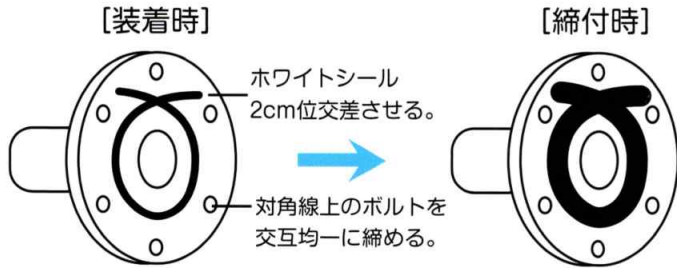 [装着時]
[締付時]
ホワイトシール
2cm位交差させる。
対角線上のボルトを
交互均一に締める。